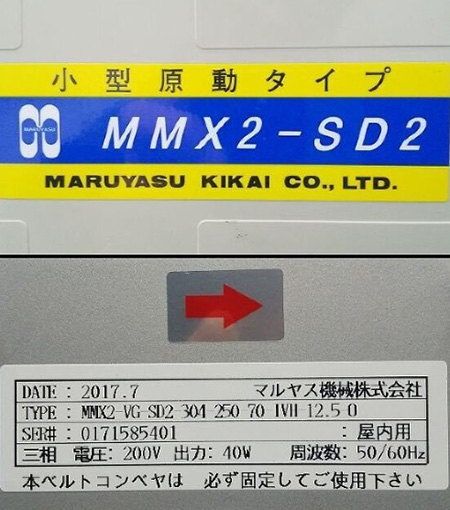 小型原動タイプ
MARUYASU
MMX2-SD2
MARUYASU KIKAI CO., LTD.
DATE : 2017.7 マルヤス機械株式会社
TYPE : MMX2-VG-SD2-304-250-70-IVH-12.5-0
SER# : 0171585401 : 屋内用
三相 電圧: 200V 出力: 40W 周波数: 50/60Hz
本ベルトコンベヤは 必ず固定してご使用下さい